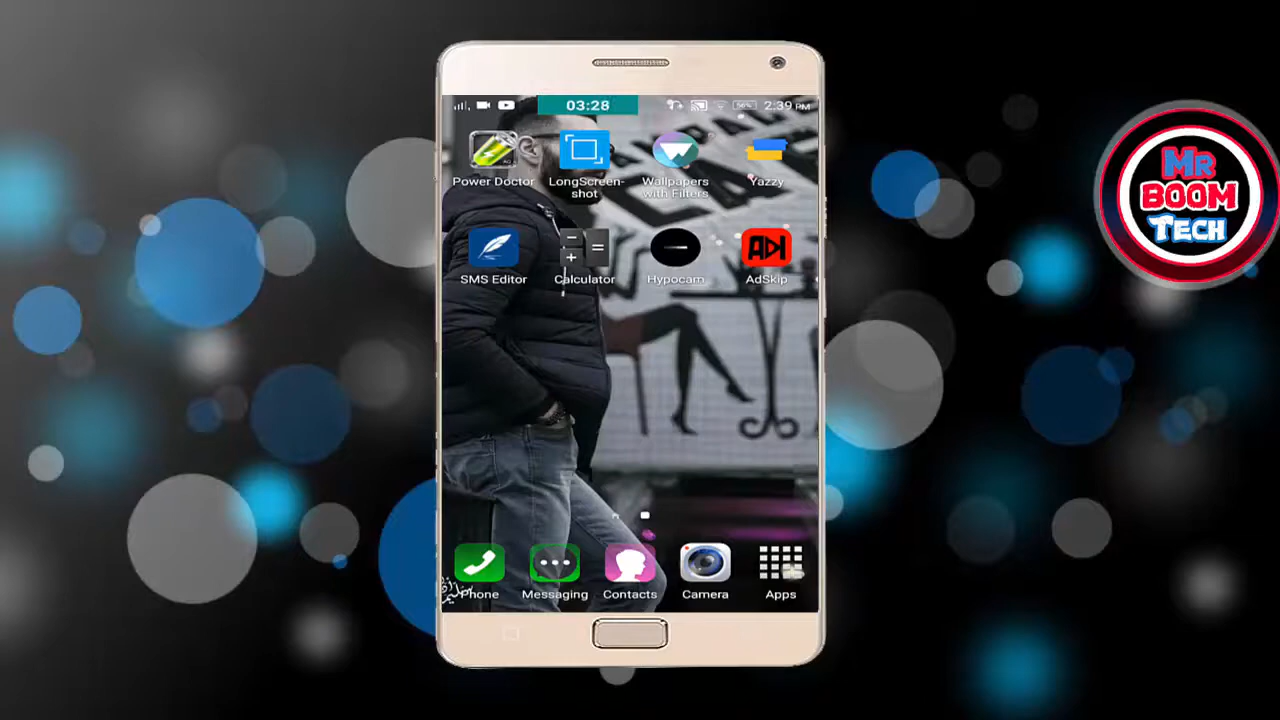 03:28
56%
2:39 PM
Power Doctor
LongScreen-
shot
Wallpapers
with Filters
Yazzy
SMS Editor
Calculator
Hypocam
AdSkip
Phone
Messaging
Contacts
Camera
Apps
MR
BOOM
TECH